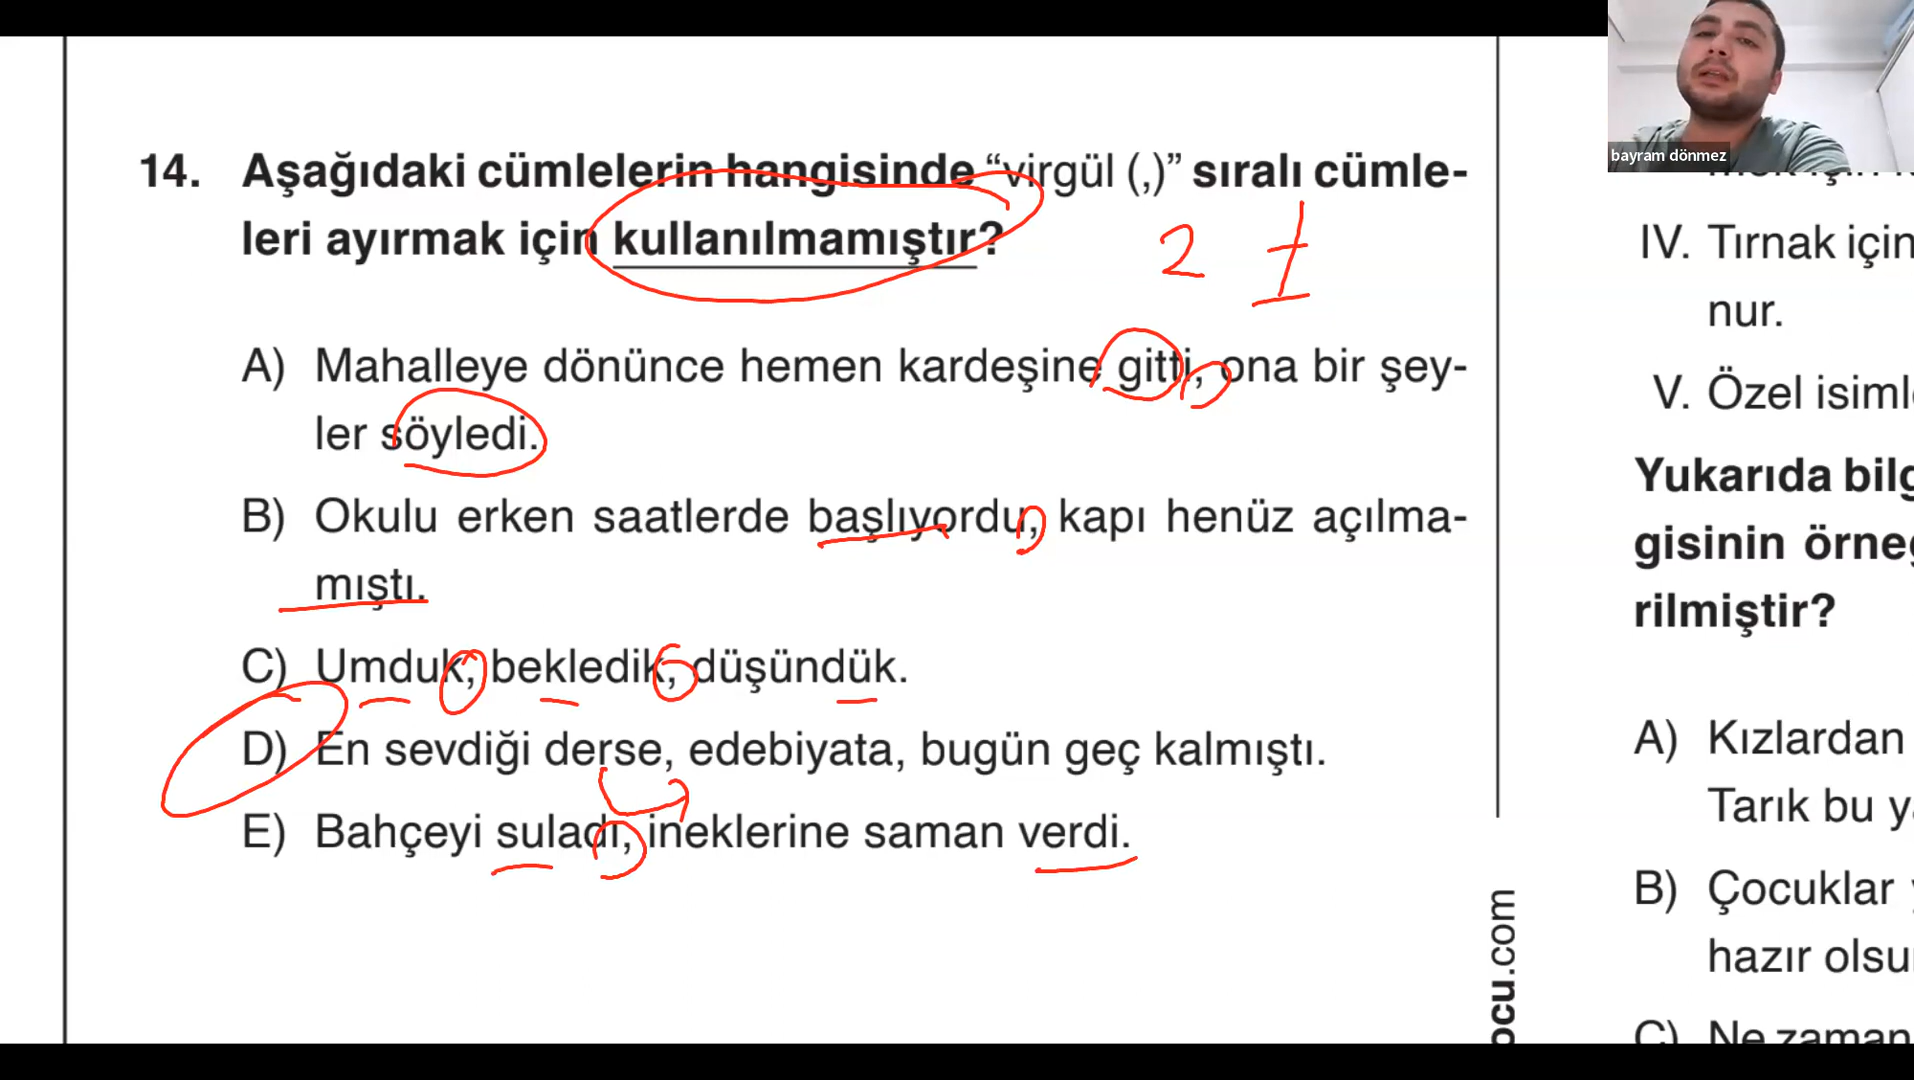 bayram dönmez
14. Aşağıdaki cümlelerin hangisinde “virgül (,)” sıralı cümle-
leri ayırmak için kullanılmamıştır?
2 +
A) Mahalleye dönünce hemen kardeşine gitti, ona bir şey-
ler söyledi.
B) Okulu erken saatlerde başlıyordu, kapı henüz açılma-
mıştı.
C) Umduk, bekledik, düşündük.
D) En sevdiği derse, edebiyata, bugün geç kalmıştı.
E) Bahçeyi suladı, ineklerine saman verdi.
IV. Tırnak için
nur.
V. Özel isiml
Yukarıda bilg
gisinin örneğ
rilmiştir?
A) Kızlardan
Tarık bu ya
B) Çocuklar
hazır olsu
C) Ne zaman
ocu.com